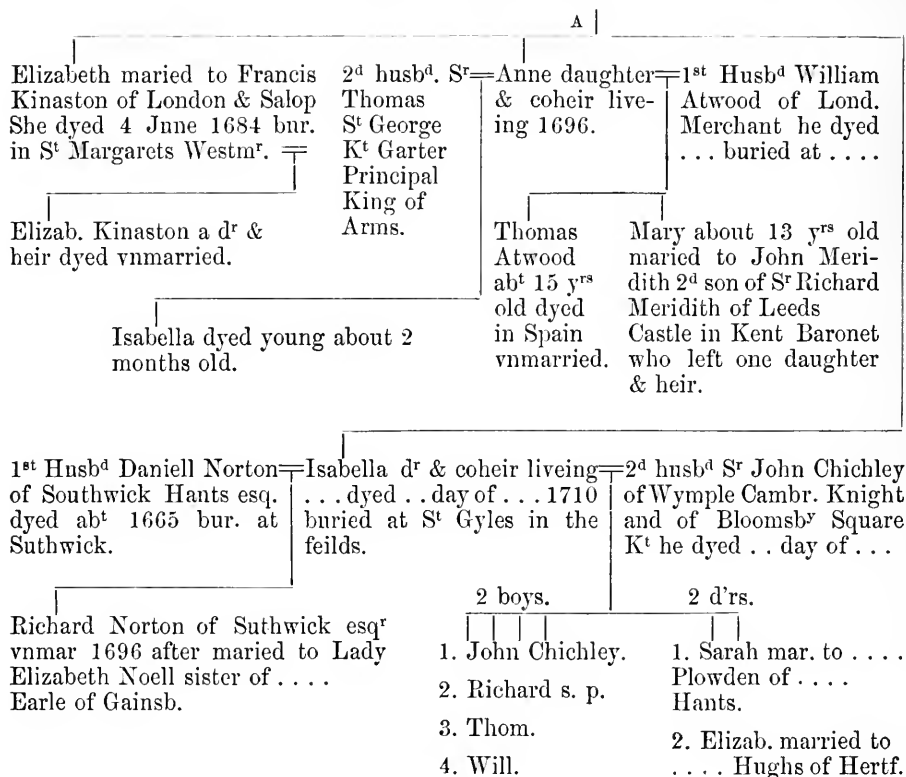 A
Elizabeth maried to Francis
Kinaston of London & Salop
She dyed 4 June 1684 bur.
in Sᵗ Margarets Westmʳ.
Elizab. Kinaston a dʳ &
heir dyed vnmarried.
2ᵈ husbᵈ. Sʳ
Thomas
Sᵗ George
Kᵗ Garter
Principal
King of
Arms.
Anne daughter
& coheir live-
ing 1696.
1ˢᵗ Husbᵈ William
Atwood of Lond.
Merchant he dyed
... buried at ....
Thomas
Atwood
abᵗ 15 yʳˢ
old dyed
in Spain
vnmarried.
Mary about 13 yʳˢ old
maried to John Meri-
dith 2ᵈ son of Sʳ Richard
Meridith of Leeds
Castle in Kent Baronet
who left one daughter
& heir.
Isabella dyed young about 2
months old.
1ˢᵗ Husbᵈ Daniell Norton
of Southwick Hants esq.
dyed abᵗ 1665 bur. at
Suthwick.
Isabella dʳ & coheir liveing
...dyed ..day of ...1710
buried at Sᵗ Gyles in the
feilds.
2ᵈ husbᵈ Sʳ John Chichley
of Wymple Cambr. Knight
and of Bloomsbʸ Square
Kᵗ he dyed .. day of ...
Richard Norton of Suthwick esqʳ
vnmar 1696 after maried to Lady
Elizabeth Noell sister of ....
Earle of Gainsb.
2 boys.
1. John Chichley.
2. Richard s. p.
3. Thom.
4. Will.
2 d'rs.
1. Sarah mar. to ....
Plowden of ....
Hants.
2. Elizab. married to
.... Hughs of Hertf.